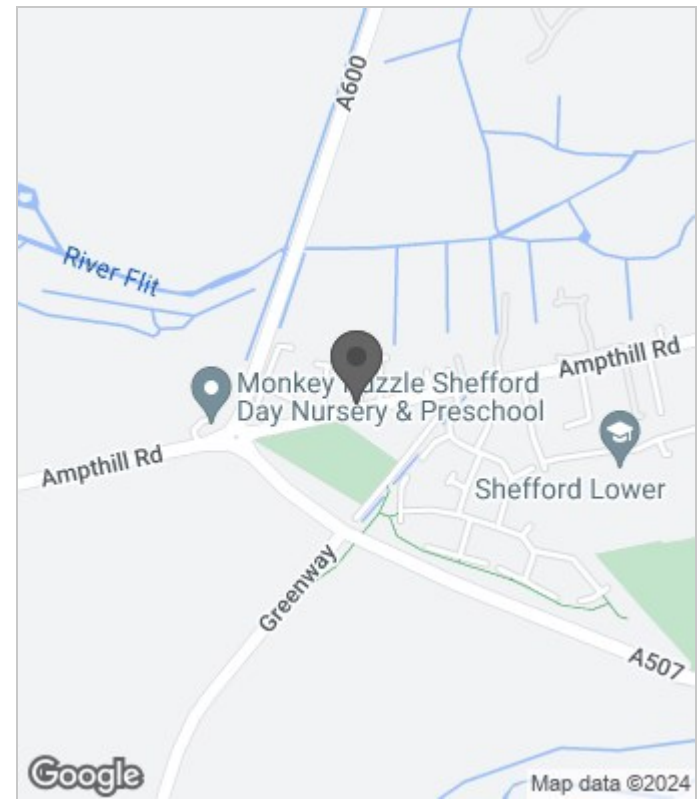 A600
River Flit
Monkey Puzzle Shefford
Day Nursery & Preschool
Ampthill Rd
Ampthill Rd
Shefford Lower
Greenway
A507
Google
Map data ©2024